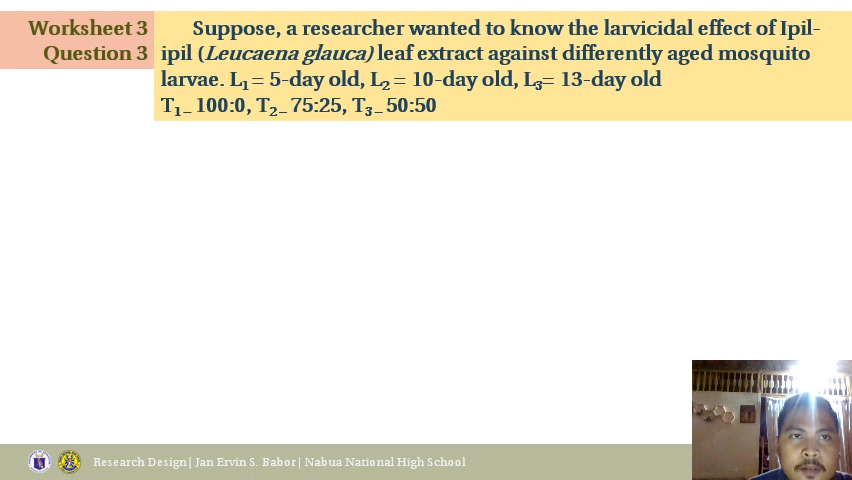 Worksheet 3
Question 3
Suppose, a researcher wanted to know the larvicidal effect of Ipil-
ipil (Leucaena glauca) leaf extract against differently aged mosquito
larvae. L1 = 5-day old, L2 = 10-day old, L3= 13-day old
T1 – 100:0, T2 – 75:25, T3 – 50:50
Research Design| Jan Ervin S. Babor| Nabua National High School